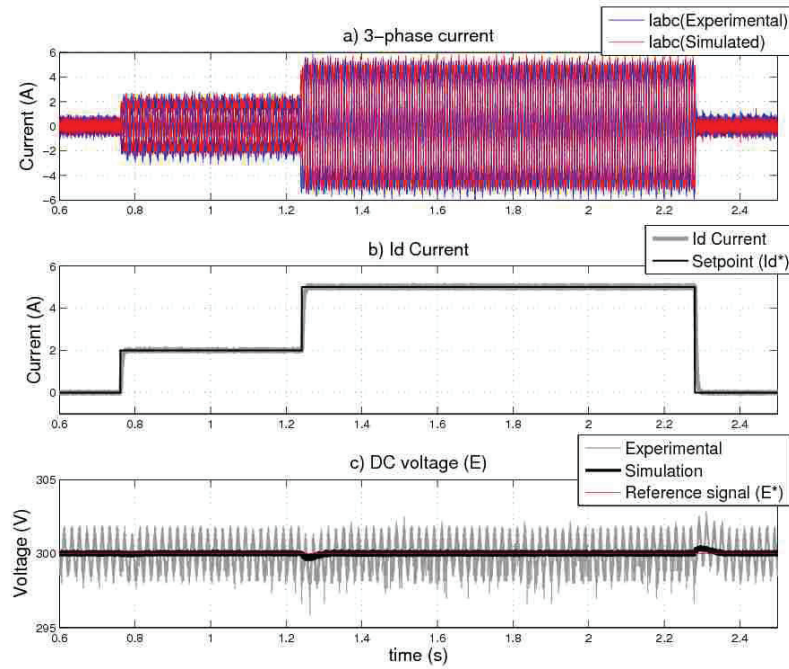 a) 3-phase current
Iabc(Experimental)
Iabc(Simulated)
Current (A)
6
4
2
0
-2
-4
-6
0.6 0.8 1 1.2 1.4 1.6 1.8 2 2.2 2.4
b) Id Current
Id Current
Setpoint (Id*)
Current (A)
6
4
2
0
0.6 0.8 1 1.2 1.4 1.6 1.8 2 2.2 2.4
c) DC voltage (E)
Experimental
Simulation
Reference signal (E*)
Voltage (V)
305
300
295
0.6 0.8 1 1.2 1.4 1.6 1.8 2 2.2 2.4
time (s)